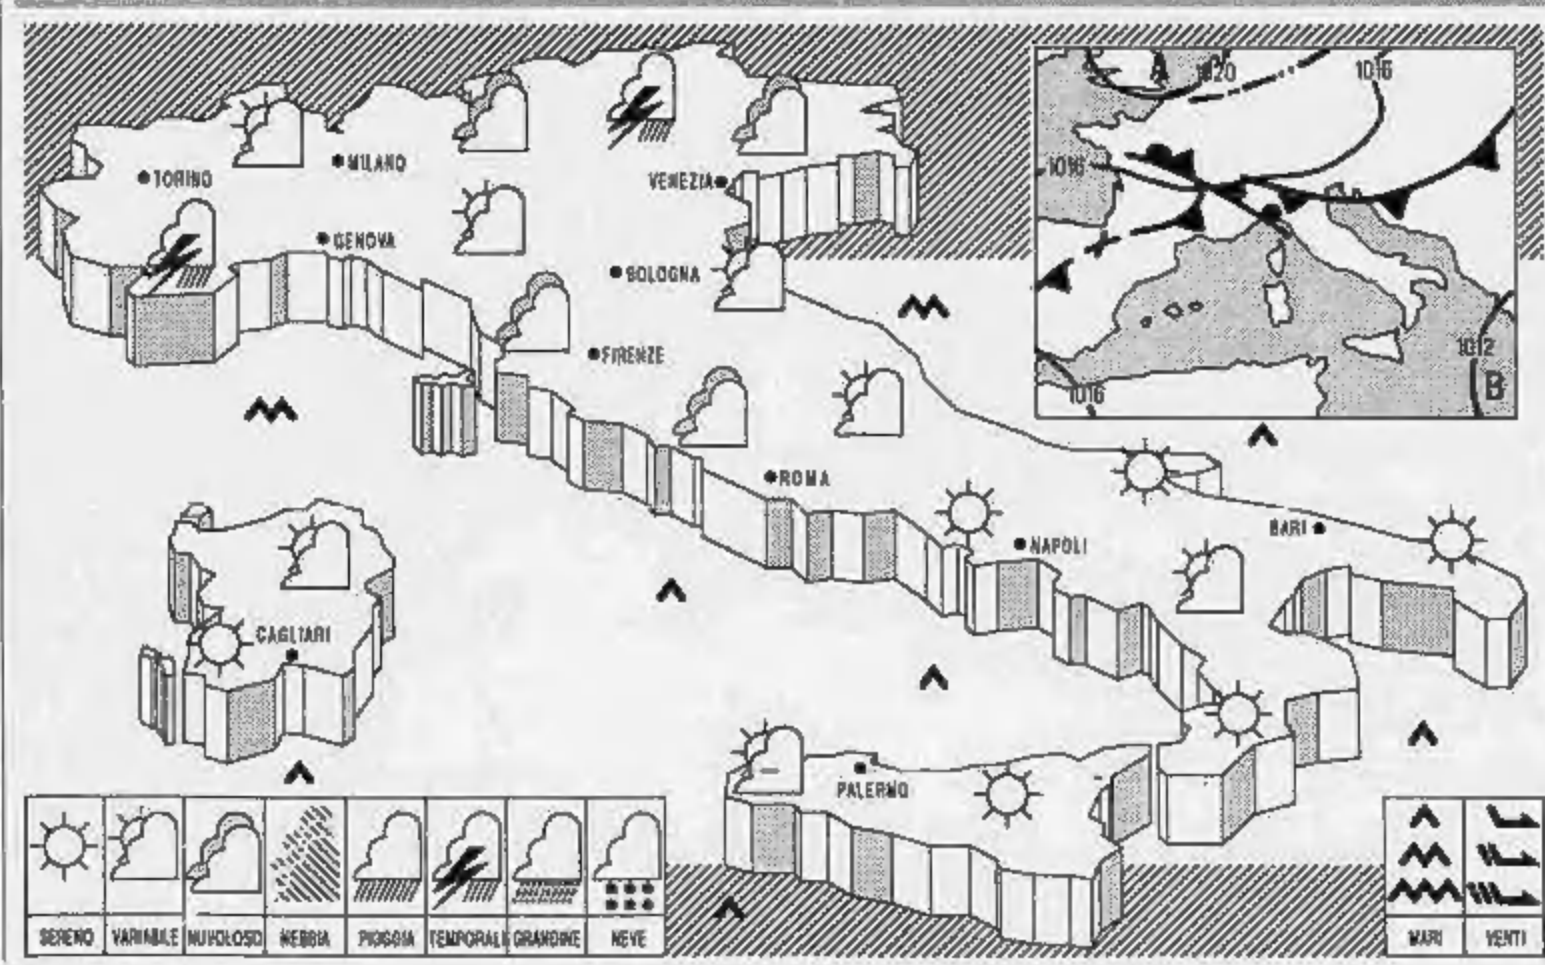 A
1020
1016
1016
1012
1016
B
MILANO
TORINO
VENEZIA
GENOVA
BOLOGNA
FIRENZE
ROMA
NAPOLI
BARI
CAGLIARI
PALERMO
SERENO VARIABILE NUVOLOSO NEBBIA PIOGGIA TEMPORALI GRANDINE NEVE
MARI VENTI